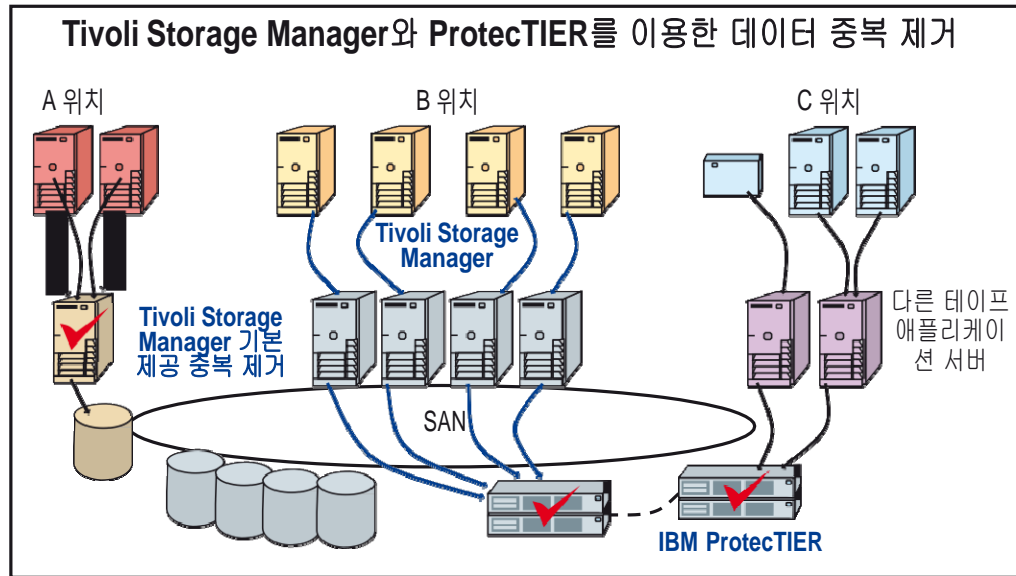 Tivoli Storage Manager와 ProtecTIER를 이용한 데이터 중복 제거
A 위치
B 위치
C 위치
Tivoli Storage
Manager
Tivoli Storage
Manager 기본
제공 중복 제거
다른 테이프
애플리케이
션 서버
SAN
IBM ProtecTIER